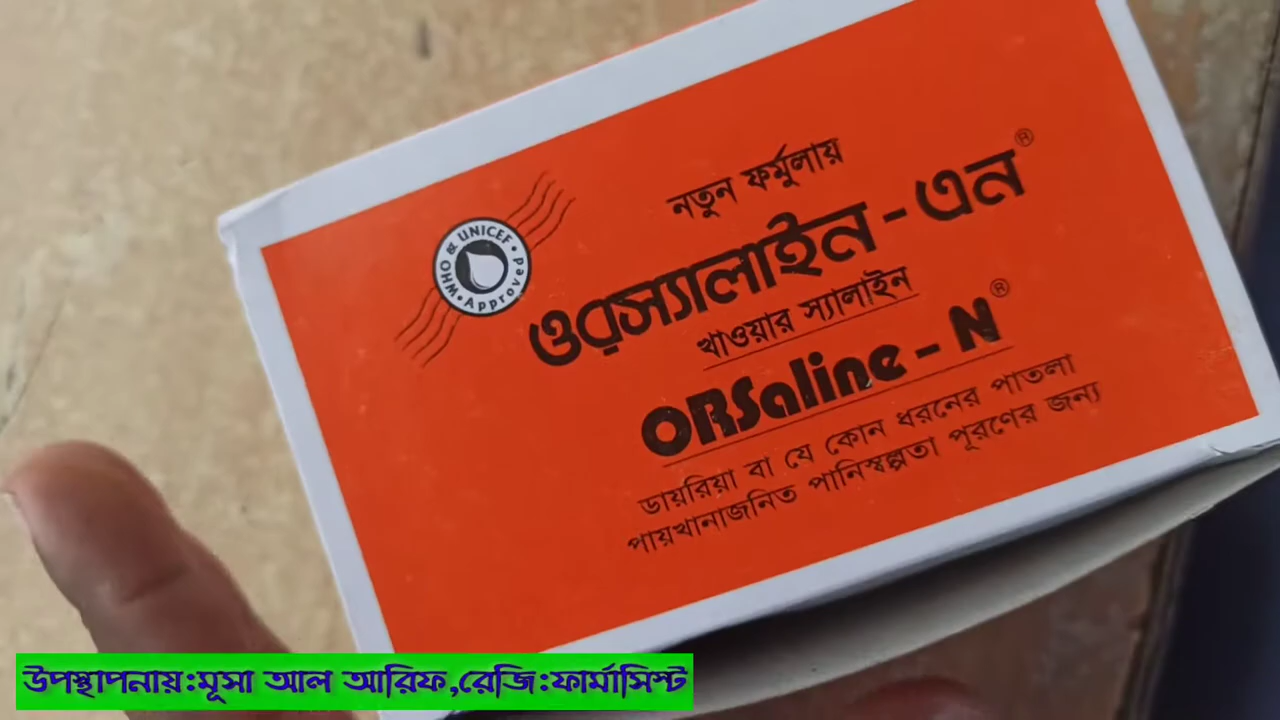 WHO & UNICEF • Approved •
নতুন ফর্মুলায়
ওরস্যালাইন-এন®
খাওয়ার স্যালাইন
ORSaline-N®
ডায়রিয়া বা যে কোন ধরনের পাতলা
পায়খানাজনিত পানিস্বল্পতা পূরণের জন্য
উপস্থাপনায়:মূসা আল আরিফ,রেজি:ফার্মাসিস্ট